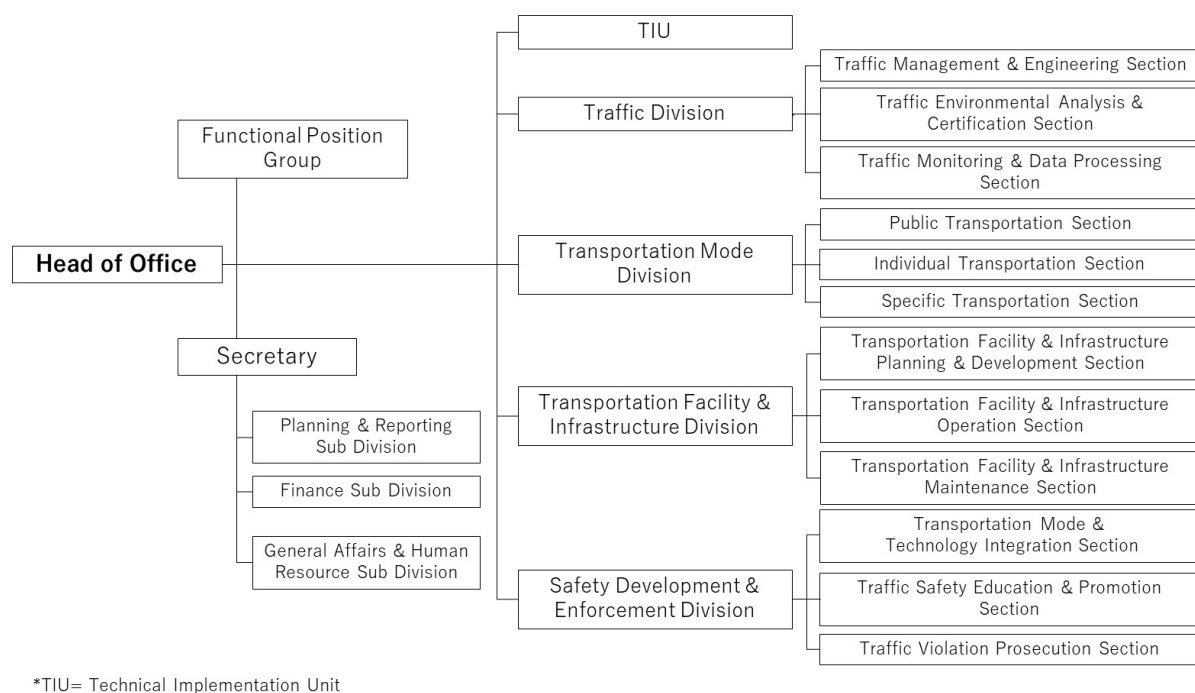 Head of Office
Functional Position
Group
Secretary
Planning & Reporting
Sub Division
Finance Sub Division
General Affairs & Human
Resource Sub Division
TIU
Traffic Division
Traffic Management & Engineering Section
Traffic Environmental Analysis &
Certification Section
Traffic Monitoring & Data Processing
Section
Transportation Mode
Division
Public Transportation Section
Individual Transportation Section
Specific Transportation Section
Transportation Facility &
Infrastructure Division
Transportation Facility & Infrastructure
Planning & Development Section
Transportation Facility & Infrastructure
Operation Section
Transportation Facility & Infrastructure
Maintenance Section
Safety Development &
Enforcement Division
Transportation Mode &
Technology Integration Section
Traffic Safety Education & Promotion
Section
Traffic Violation Prosecution Section
*TIU= Technical Implementation Unit